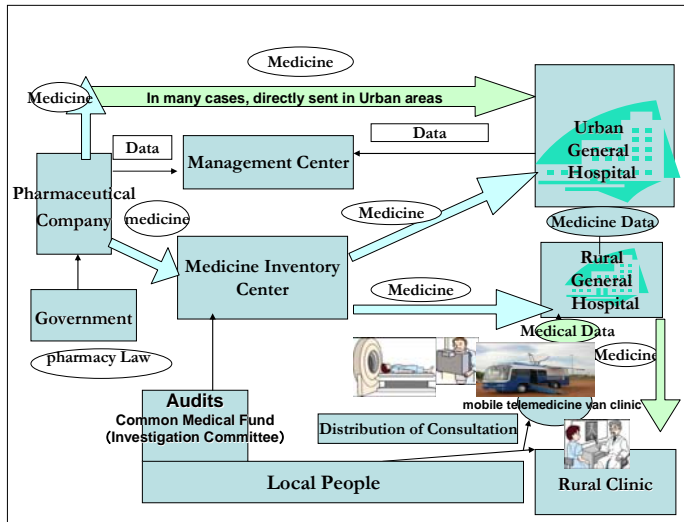 Medicine
Medicine
In many cases, directly sent in Urban areas
Data
Data
Management Center
Urban
General
Hospital
Pharmaceutical
Company
medicine
Medicine
Medicine Data
Medicine Inventory
Center
Rural
General
Hospital
Medicine
Government
Medical Data
pharmacy Law
Medicine
Audits
Common Medical Fund
(Investigation Committee)
mobile telemedicine van clinic
Distribution of Consultation
Local People
Rural Clinic